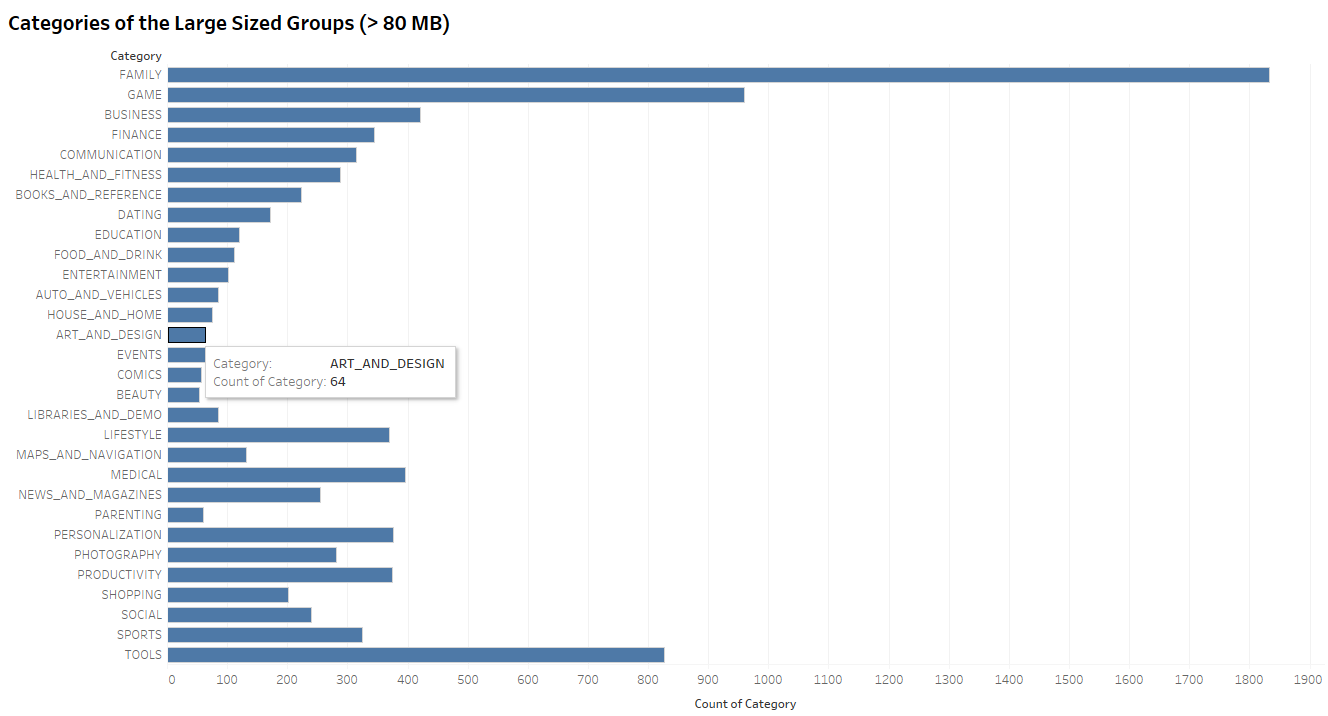 Categories of the Large Sized Groups (> 80 MB)
Category
FAMILY
GAME
BUSINESS
FINANCE
COMMUNICATION
HEALTH_AND_FITNESS
BOOKS_AND_REFERENCE
DATING
EDUCATION
FOOD_AND_DRINK
ENTERTAINMENT
AUTO_AND_VEHICLES
HOUSE_AND_HOME
ART_AND_DESIGN
EVENTS
Category: ART_AND_DESIGN
COMICS
Count of Category: 64
BEAUTY
LIBRARIES_AND_DEMO
LIFESTYLE
MAPS_AND_NAVIGATION
MEDICAL
NEWS_AND_MAGAZINES
PARENTING
PERSONALIZATION
PHOTOGRAPHY
PRODUCTIVITY
SHOPPING
SOCIAL
SPORTS
TOOLS
0 100 200 300 400 500 600 700 800 900 1000 1100 1200 1300 1400 1500 1600 1700 1800 1900
Count of Category